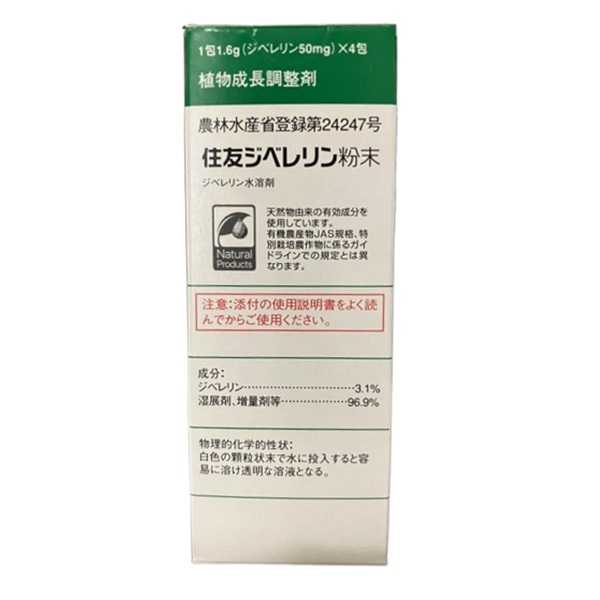 1包1.6g(ジベレリン50mg)×4包
植物成長調整剤
農林水産省登録第24247号
住友ジベレリン粉末
ジベレリン水溶剤
天然物由来の有効成分を
使用しています。
有機農産物JAS規格、特
別栽培農作物に係るガイ
ドラインでの規定とは異
なります。
Natural
Products
注意:添付の使用説明書をよく読
んでからご使用ください。
成分:
ジベレリン……………………………3.1%
湿展剤、増量剤等………………96.9%
物理的化学的性状:
白色の顆粒状末で水に投入すると容
易に溶け透明な溶液となる。